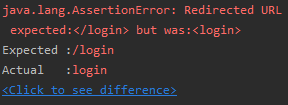 java.lang.AssertionError: Redirected URL
expected:</login> but was:<login>
Expected :/login
Actual   :login
<Click to see difference>